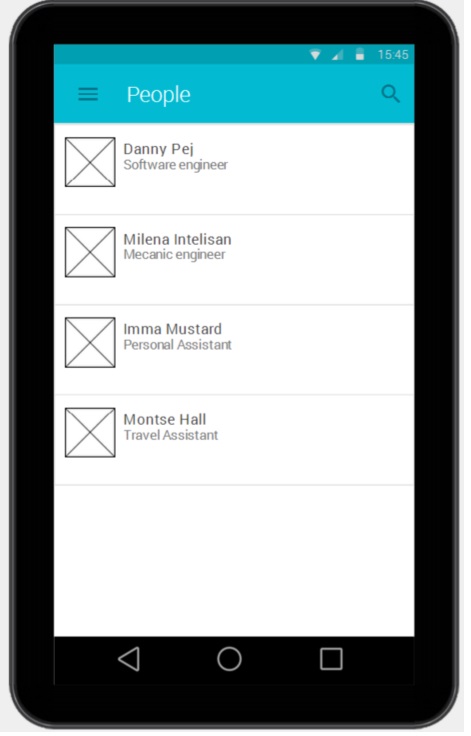 15:45
People
Danny Pej
Software engineer
Milena Intelisan
Mecanic engineer
Imma Mustard
Personal Assistant
Montse Hall
Travel Assistant